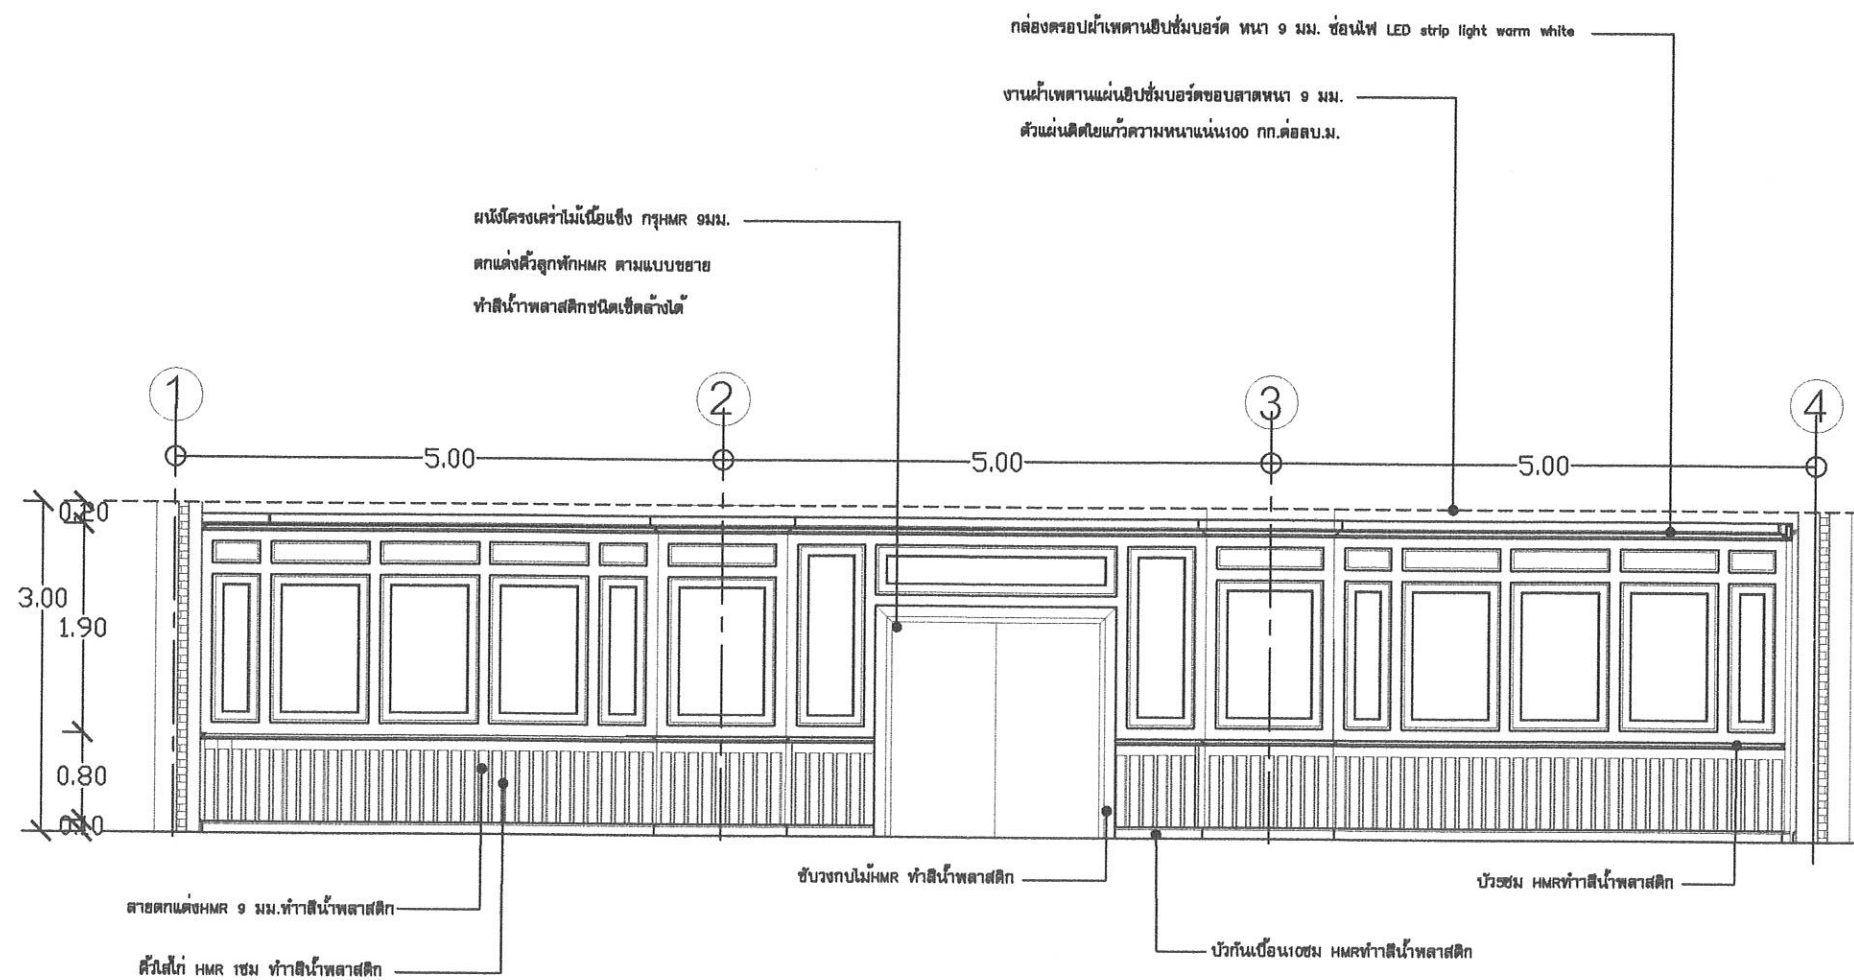 กล่องดรอปฝ้าเพดานยิปซั่มบอร์ด หนา 9 มม. ซ่อนไฟ LED strip light warm white
งานฝ้าเพดานแผ่นยิปซั่มบอร์ดขอบลาดหนา 9 มม.
ตัวแผ่นติดใยแก้วความหนาแน่น100 กก.ต่อลบ.ม.
ผนังโครงเคร่าไม้เนื้อแข็ง กรุHMR 9มม.
ตกแต่งคิ้วลูกฟักHMR ตามแบบขยาย
ทำสีน้ำาพลาสติกชนิดเช็ดล้างได้
1 2 3 4
5.00 5.00 5.00
0.20
3.00
1.90
0.80
0.10
ซับวงกบไม้HMR ทำสีน้ำพลาสติก
บัว5ซม HMRทำาสีน้ำพลาสติก
ลายตกแต่งHMR 9 มม.ทำาสีน้ำพลาสติก
บัวกันเปื้อน10ซม HMRทำาสีน้ำพลาสติก
คิ้วไส้ไก่ HMR 1ซม ทำาสีน้ำพลาสติก